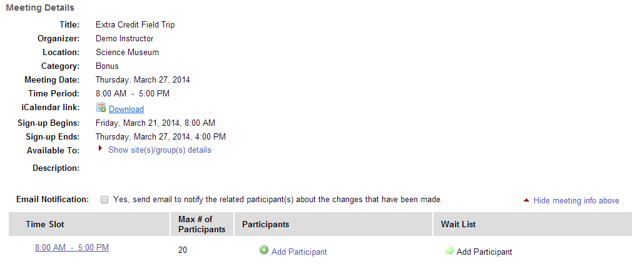 Meeting Details
Title: Extra Credit Field Trip
Organizer: Demo Instructor
Location: Science Museum
Category: Bonus
Meeting Date: Thursday, March 27, 2014
Time Period: 8:00 AM - 5:00 PM
iCalendar link: Download
Sign-up Begins: Friday, March 21, 2014, 8:00 AM
Sign-up Ends: Thursday, March 27, 2014, 4:00 PM
Available To: Show site(s)/group(s) details
Description:
Email Notification: Yes, send email to notify the related participant(s) about the changes that have been made. Hide meeting info above
Time Slot Max # of Participants Participants Wait List
8:00 AM - 5:00 PM 20 Add Participant Add Participant